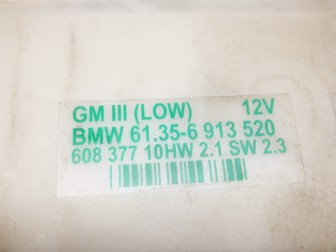 GM III (LOW) 12V
BMW 61.35-6 913 520
608 377 10HW 2.1 SW 2.3